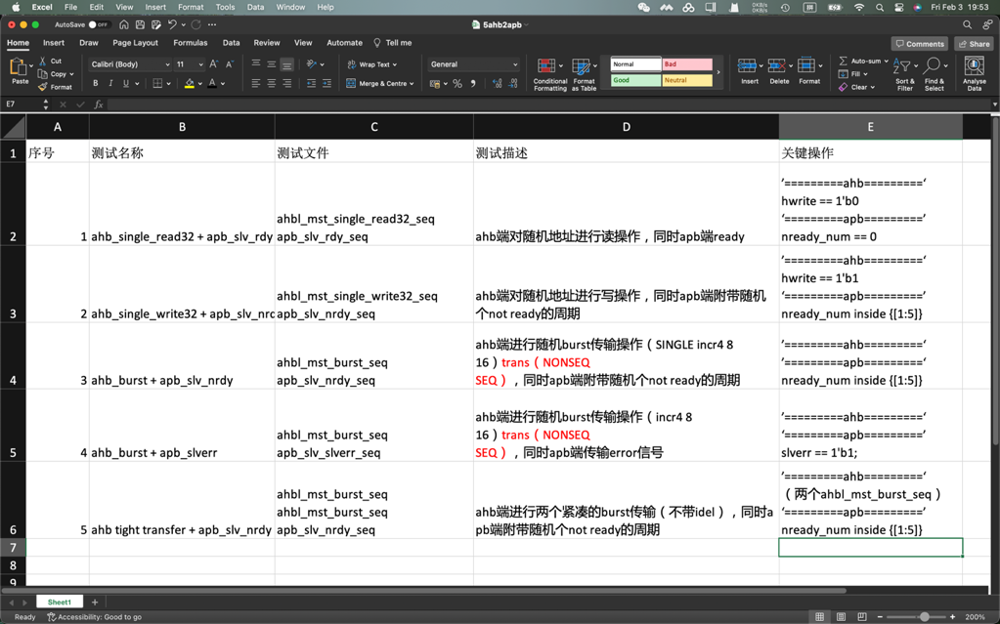 Excel File Edit View Insert Format Tools Data Window Help Fri Feb 3 19:53
AutoSave OFF 5ahb2apb
Home Insert Draw Page Layout Formulas Data Review View Automate Tell me Comments Share
Paste Cut Copy Format
Calibri (Body) 11
B I U
Wrap Text
Merge & Centre
General
Conditional Formatting
Format as Table
Normal Bad
Good Neutral
Insert Delete Format
Auto-sum
Fill
Clear
Sort & Filter
Find & Select
Analyse Data
E7 fx
A B C D E
1 序号 测试名称 测试文件 测试描述 关键操作
2
1 ahb_single_read32 + apb_slv_rdy
ahbl_mst_single_read32_seq
apb_slv_rdy_seq
ahb端对随机地址进行读操作，同时apb端ready
'=========ahb=========‘
hwrite == 1'b0
‘=========apb=========’
nready_num == 0
3
2 ahb_single_write32 + apb_slv_nrd
ahbl_mst_single_write32_seq
apb_slv_nrdy_seq
ahb端对随机地址进行写操作，同时apb端附带随机
个not ready的周期
'=========ahb=========‘
hwrite == 1'b1
‘=========apb=========’
nready_num inside {[1:5]}
4
3 ahb_burst + apb_slv_nrdy
ahbl_mst_burst_seq
apb_slv_nrdy_seq
ahb端进行随机burst传输操作（SINGLE incr4 8
16）trans（NONSEQ
SEQ），同时apb端附带随机个not ready的周期
'=========ahb=========‘
‘=========apb=========’
nready_num inside {[1:5]}
5
4 ahb_burst + apb_slverr
ahbl_mst_burst_seq
apb_slv_slverr_seq
ahb端进行随机burst传输操作（incr4 8
16）trans（NONSEQ
SEQ），同时apb端传输error信号
'=========ahb=========‘
‘=========apb=========’
slverr == 1'b1;
6
5 ahb tight transfer + apb_slv_nrdy
ahbl_mst_burst_seq
ahbl_mst_burst_seq
apb_slv_nrdy_seq
ahb端进行两个紧凑的burst传输（不带idel），同时a
pb端附带随机个not ready的周期
'=========ahb=========‘
（两个ahbl_mst_burst_seq）
‘=========apb=========’
nready_num inside {[1:5]}
7
8
9
Sheet1
Ready Accessibility: Good to go 200%